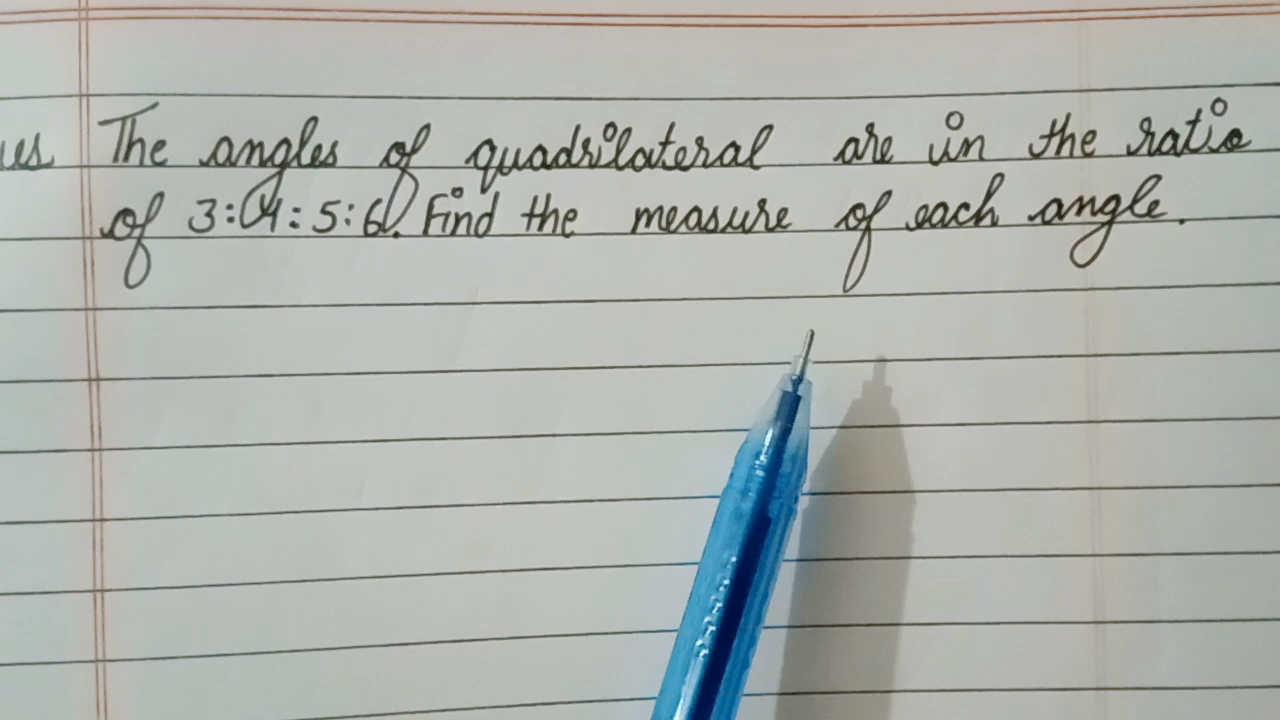 ues The angles of quadrilateral are in the ratio
of 3:4:5:6. Find the measure of each angle.